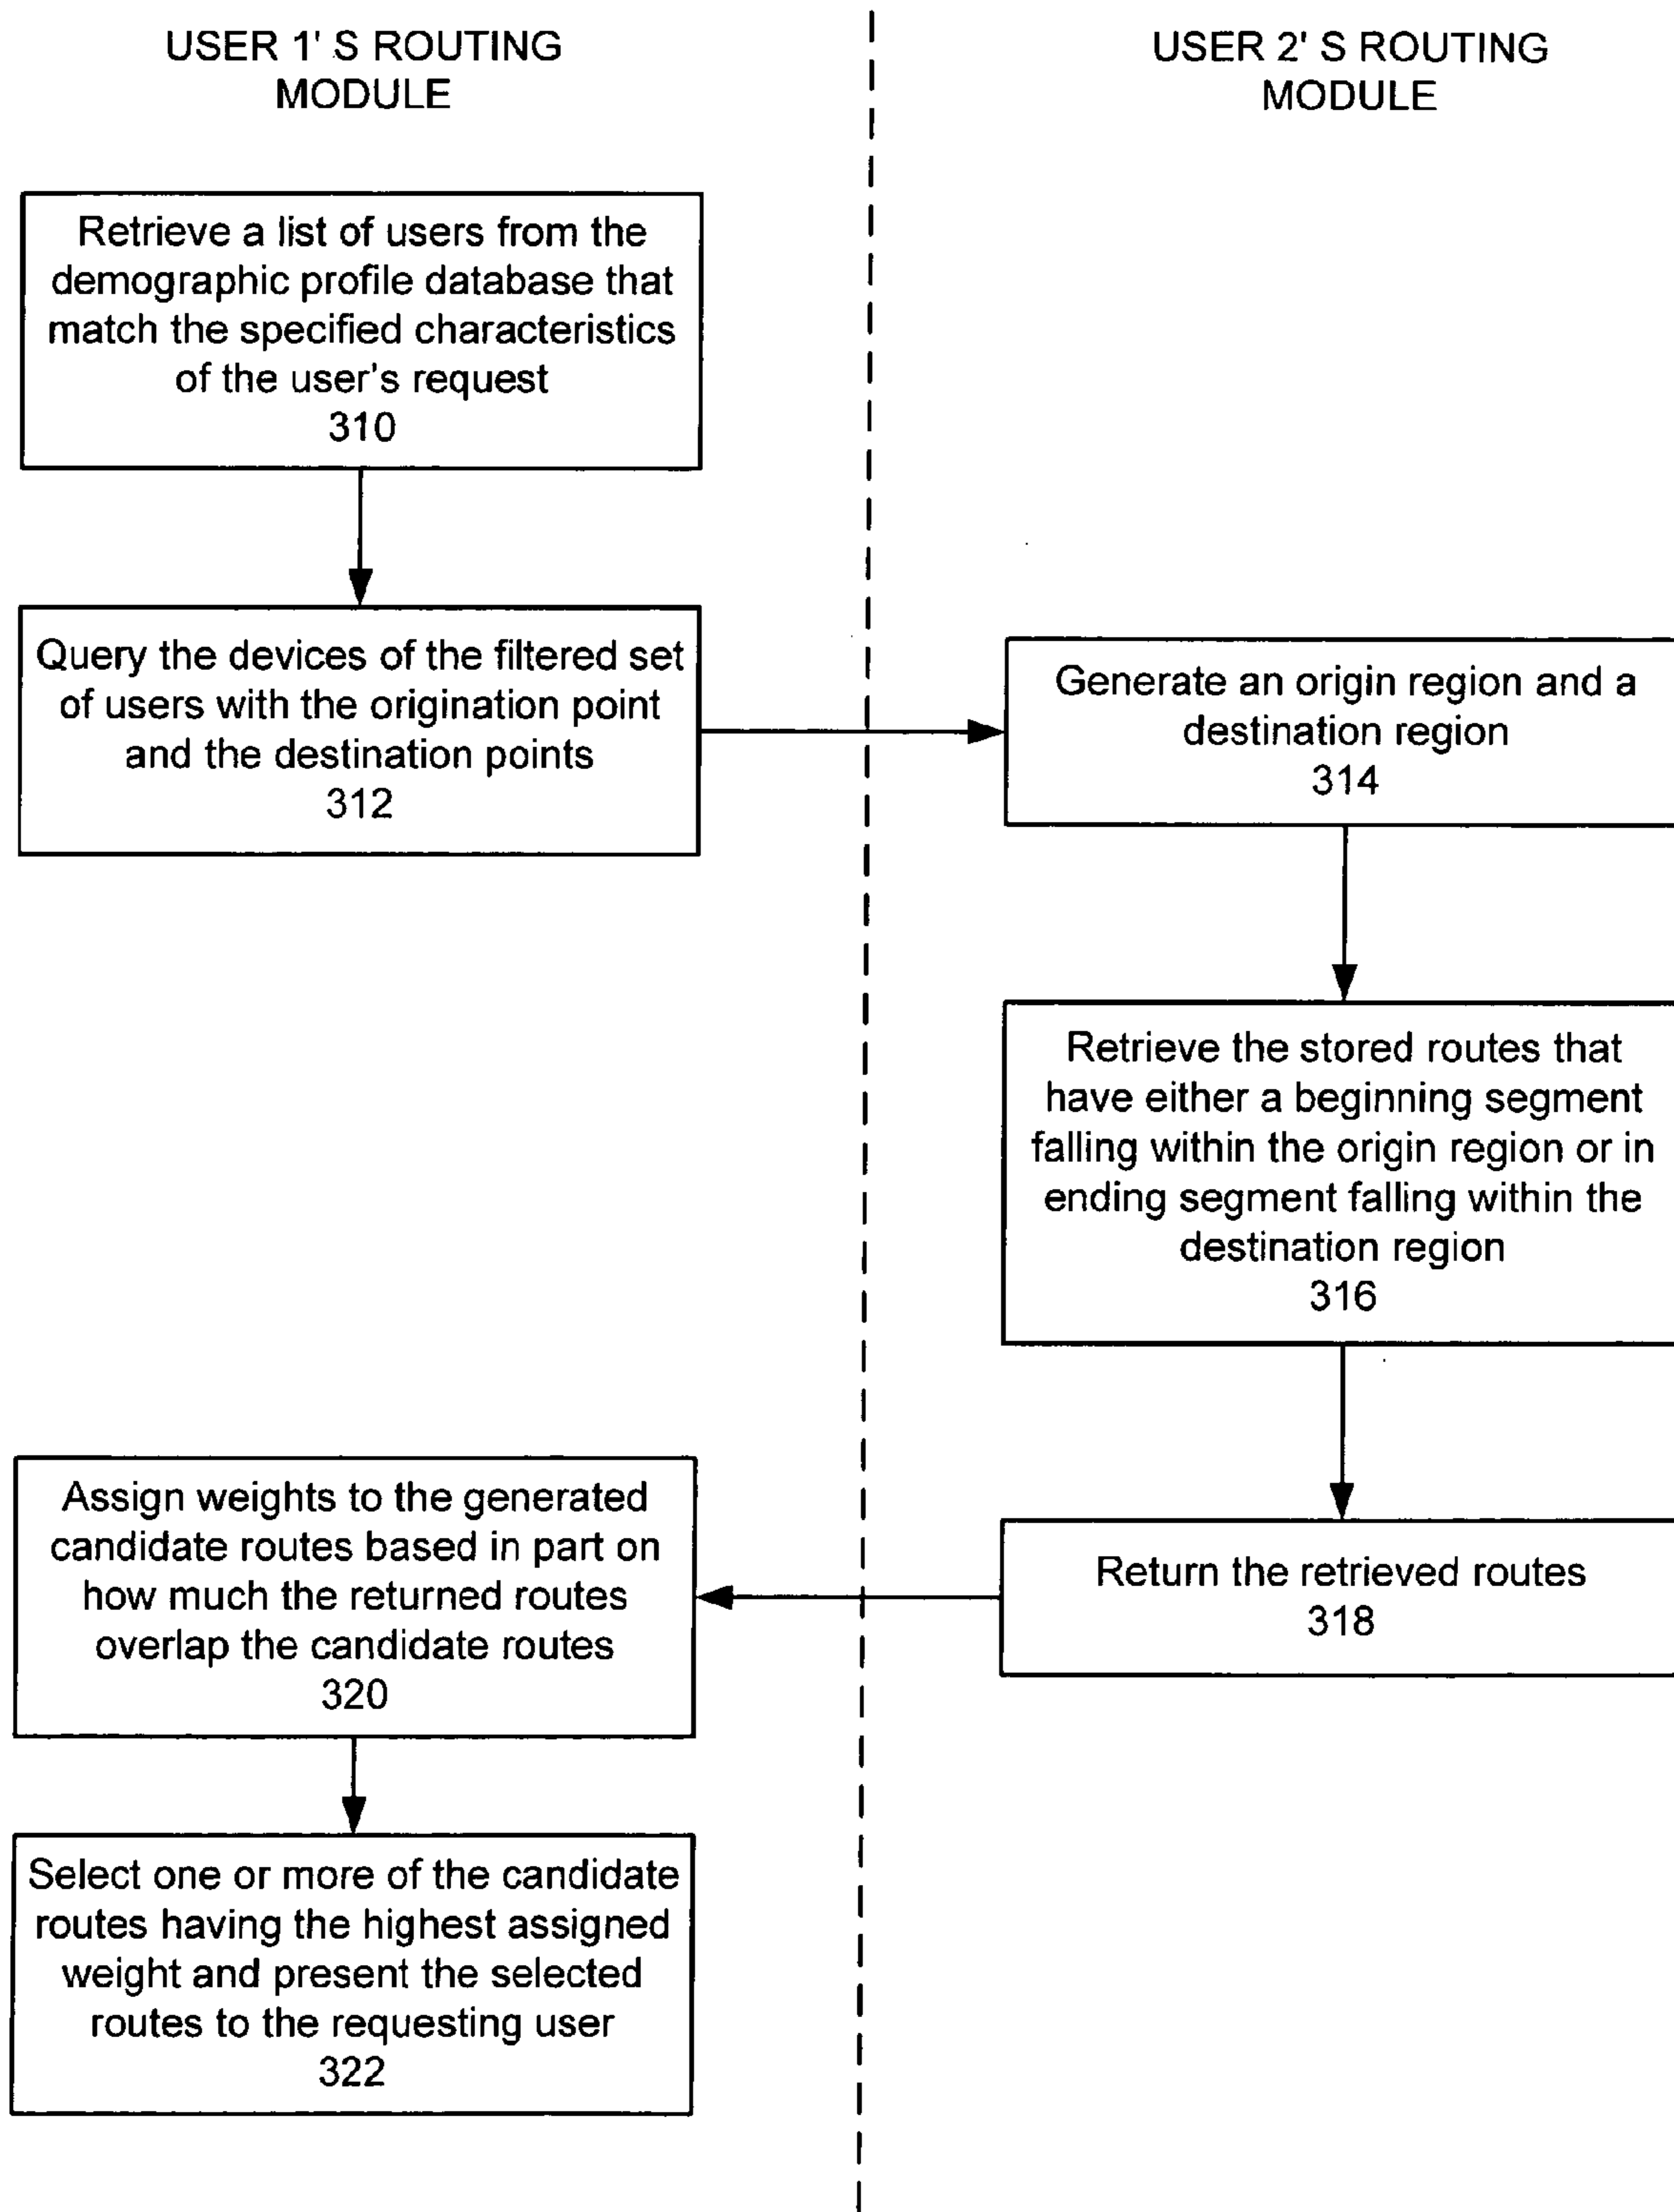 USER 1' S ROUTING
MODULE
USER 2' S ROUTING
MODULE
Retrieve a list of users from the
demographic profile database that
match the specified characteristics
of the user's request
310
Query the devices of the filtered set
of users with the origination point
and the destination points
312
Generate an origin region and a
destination region
314
Retrieve the stored routes that
have either a beginning segment
falling within the origin region or in
ending segment falling within the
destination region
316
Return the retrieved routes
318
Assign weights to the generated
candidate routes based in part on
how much the returned routes
overlap the candidate routes
320
Select one or more of the candidate
routes having the highest assigned
weight and present the selected
routes to the requesting user
322